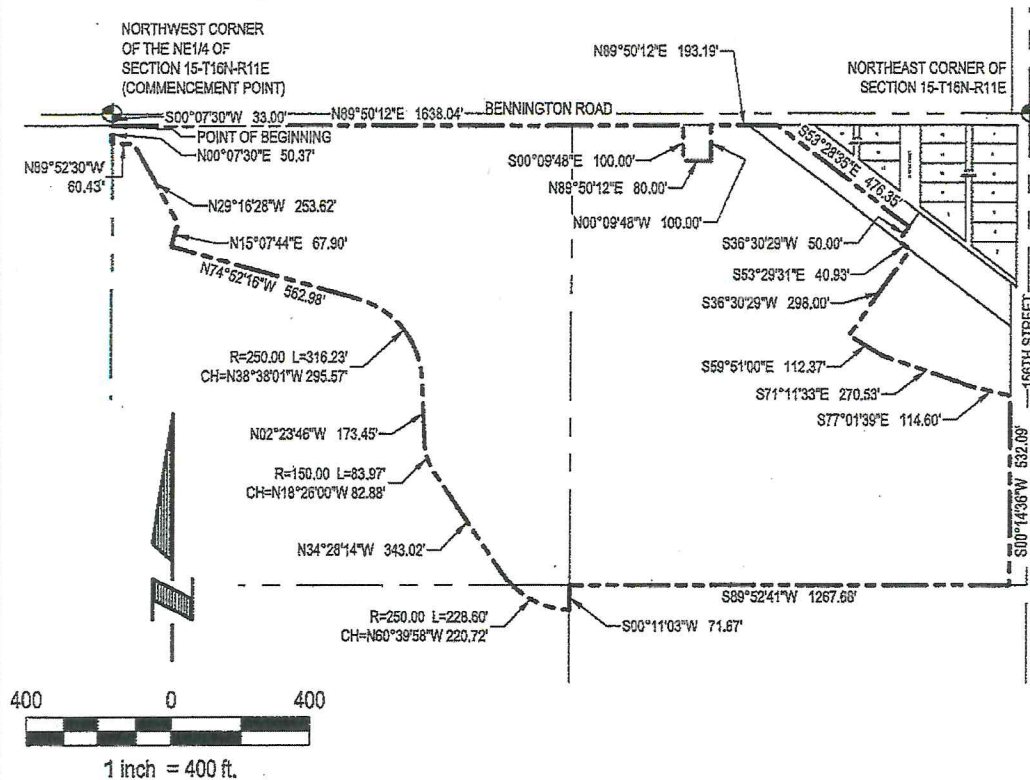 NORTHWEST CORNER
OF THE NE1/4 OF
SECTION 15-T16N-R11E
(COMMENCEMENT POINT)
N89°50'12"E 193.19'
NORTHEAST CORNER OF
SECTION 15-T16N-R11E
S00°07'30"W 33.00'
N89°50'12"E 1638.04'
BENNINGTON ROAD
POINT OF BEGINNING
N00°07'30"E 50.37'
N89°52'30"W
60.43'
S00°09'48"E 100.00'
S53°28'35"E 476.35'
N89°50'12"E 80.00'
N29°16'28"W 253.62'
N00°09'48"W 100.00'
N15°07'44"E 67.90'
S36°30'29"W 50.00'
N74°52'16"W 562.98'
S53°29'31"E 40.93'
S36°30'29"W 298.00'
156TH STREET
R=250.00 L=316.23'
CH=N38°38'01"W 295.57'
S59°51'00"E 112.37'
S71°11'33"E 270.53'
S77°01'39"E 114.60'
N02°23'46"W 173.45'
R=150.00 L=83.97'
CH=N18°26'00"W 82.88'
S00°14'36"W 532.09'
N34°28'14"W 343.02'
S89°52'41"W 1267.66'
R=250.00 L=228.60'
CH=N60°39'58"W 220.72'
S00°11'03"W 71.67'
400 0 400
1 inch = 400 ft.